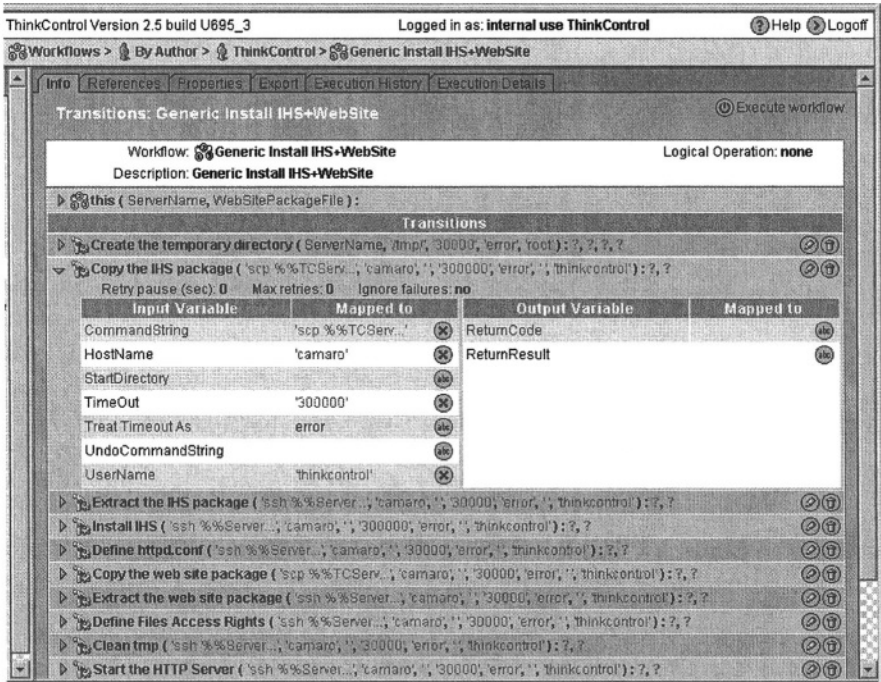 ThinkControl Version 2.5 build U695_3 Logged in as: internal use ThinkControl Help Logoff
Workflows > By Author > ThinkControl > Generic Install IHS+WebSite
Info References Properties Export Execution History Execution Details
Transitions: Generic Install IHS+WebSite Execute workflow
Workflow: Generic Install IHS+WebSite Logical Operation: none
Description: Generic Install IHS+WebSite
this ( ServerName, WebSitePackageFile ) :
Transitions
Create the temporary directory ( ServerName, '/tmp/', '30000', 'error', 'root' ) : ?, ?, ?, ?
Copy the IHS package ( 'scp %%TCServ...', 'camaro', '', '300000', 'error', '', 'thinkcontrol' ) : ?, ?
Retry pause (sec): 0 Max retries: 0 Ignore failures: no
Input Variable Mapped to Output Variable Mapped to
CommandString 'scp %%TCServ...' ReturnCode abc
HostName 'camaro' ReturnResult abc
StartDirectory abc
TimeOut '300000'
Treat Timeout As error abc
UndoCommandString abc
UserName 'thinkcontrol'
Extract the IHS package ( 'ssh %%Server...', 'camaro', '', '30000', 'error', '', 'thinkcontrol' ) : ?, ?
Install IHS ( 'ssh %%Server...', 'camaro', '', '300000', 'error', '', 'thinkcontrol' ) : ?, ?
Define httpd.conf ( 'ssh %%Server...', 'camaro', '', '30000', 'error', '', 'thinkcontrol' ) : ?, ?
Copy the web site package ( 'scp %%TCServ...', 'camaro', '', '30000', 'error', '', 'thinkcontrol' ) : ?, ?
Extract the web site package ( 'ssh %%Server...', 'camaro', '', '30000', 'error', '', 'thinkcontrol' ) : ?, ?
Define Files Access Rights ( 'ssh %%Server...', 'camaro', '', '30000', 'error', '', 'thinkcontrol' ) : ?, ?
Clean tmp ( 'ssh %%Server...', 'camaro', '', '30000', 'error', '', 'thinkcontrol' ) : ?, ?
Start the HTTP Server ( 'ssh %%Server...', 'camaro', '', '30000', 'error', '', 'thinkcontrol' ) : ?, ?